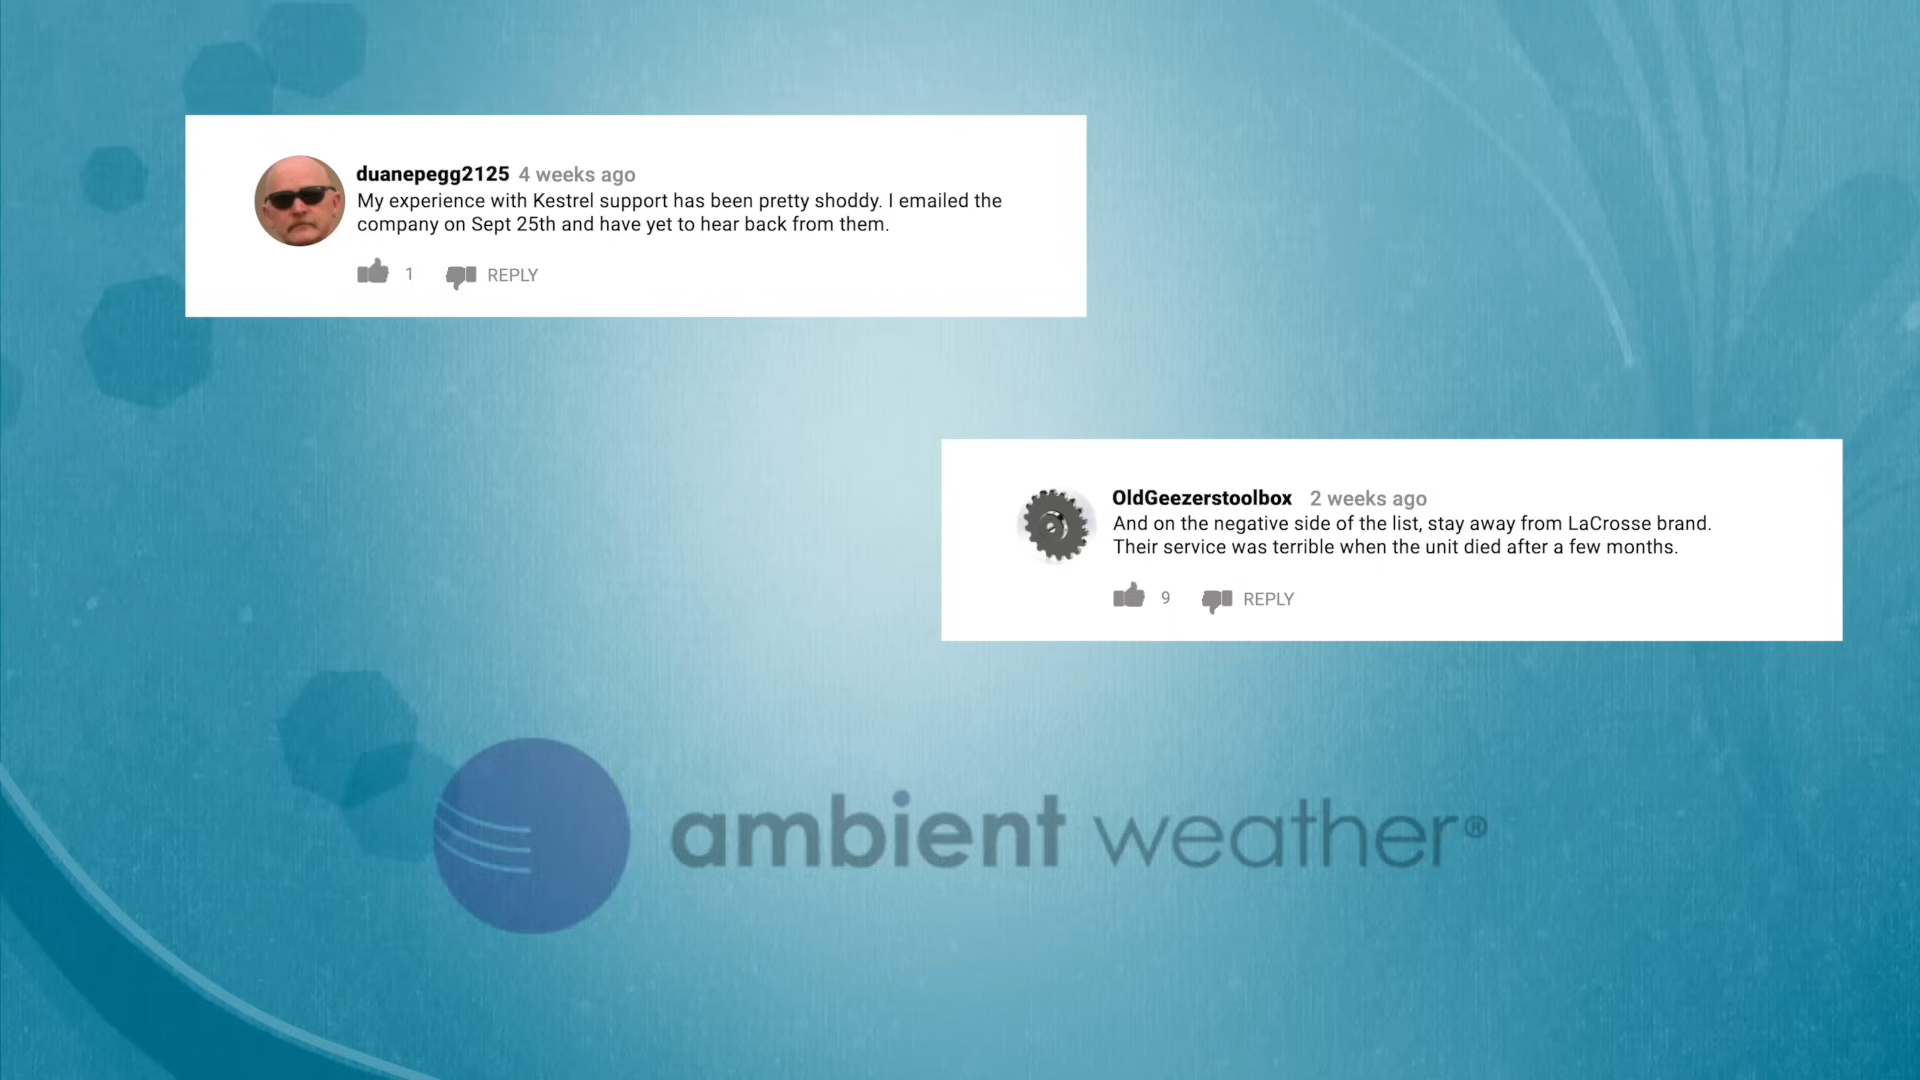 duanepegg2125 4 weeks ago
My experience with Kestrel support has been pretty shoddy. I emailed the
company on Sept 25th and have yet to hear back from them.
1 REPLY
OldGeezerstoolbox 2 weeks ago
And on the negative side of the list, stay away from LaCrosse brand.
Their service was terrible when the unit died after a few months.
9 REPLY
ambient weather®